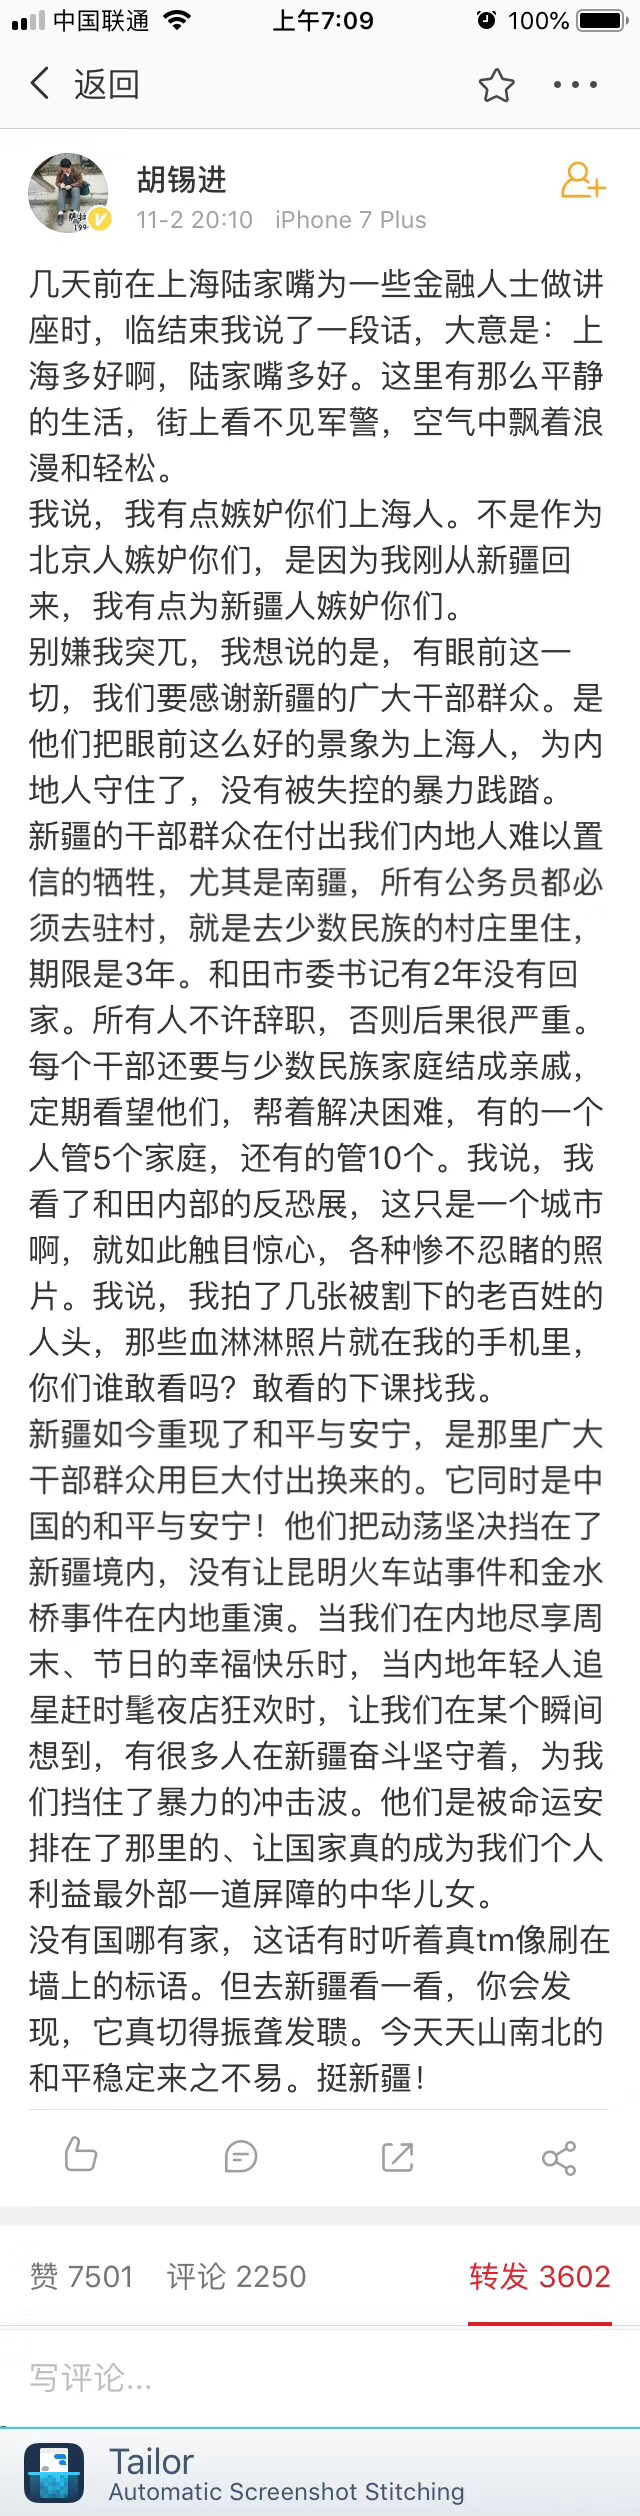 中国联通 上午7:09 100%
返回
胡锡进
11-2 20:10 iPhone 7 Plus
几天前在上海陆家嘴为一些金融人士做讲
座时，临结束我说了一段话，大意是：上
海多好啊，陆家嘴多好。这里有那么平静
的生活，街上看不见军警，空气中飘着浪
漫和轻松。
我说，我有点嫉妒你们上海人。不是作为
北京人嫉妒你们，是因为我刚从新疆回
来，我有点为新疆人嫉妒你们。
别嫌我突兀，我想说的是，有眼前这一
切，我们要感谢新疆的广大干部群众。是
他们把眼前这么好的景象为上海人，为内
地人守住了，没有被失控的暴力践踏。
新疆的干部群众在付出我们内地人难以置
信的牺牲，尤其是南疆，所有公务员都必
须去驻村，就是去少数民族的村庄里住，
期限是3年。和田市委书记有2年没有回
家。所有人不许辞职，否则后果很严重。
每个干部还要与少数民族家庭结成亲戚，
定期看望他们，帮着解决困难，有的一个
人管5个家庭，还有的管10个。我说，我
看了和田内部的反恐展，这只是一个城市
啊，就如此触目惊心，各种惨不忍睹的照
片。我说，我拍了几张被割下的老百姓的
人头，那些血淋淋照片就在我的手机里，
你们谁敢看吗？敢看的下课找我。
新疆如今重现了和平与安宁，是那里广大
干部群众用巨大付出换来的。它同时是中
国的和平与安宁！他们把动荡坚决挡在了
新疆境内，没有让昆明火车站事件和金水
桥事件在内地重演。当我们在内地尽享周
末、节日的幸福快乐时，当内地年轻人追
星赶时髦夜店狂欢时，让我们在某个瞬间
想到，有很多人在新疆奋斗坚守着，为我
们挡住了暴力的冲击波。他们是被命运安
排在了那里的、让国家真的成为我们个人
利益最外部一道屏障的中华儿女。
没有国哪有家，这话有时听着真tm像刷在
墙上的标语。但去新疆看一看，你会发
现，它真切得振聋发聩。今天天山南北的
和平稳定来之不易。挺新疆！
赞 7501 评论 2250 转发 3602
写评论...
Tailor
Automatic Screenshot Stitching